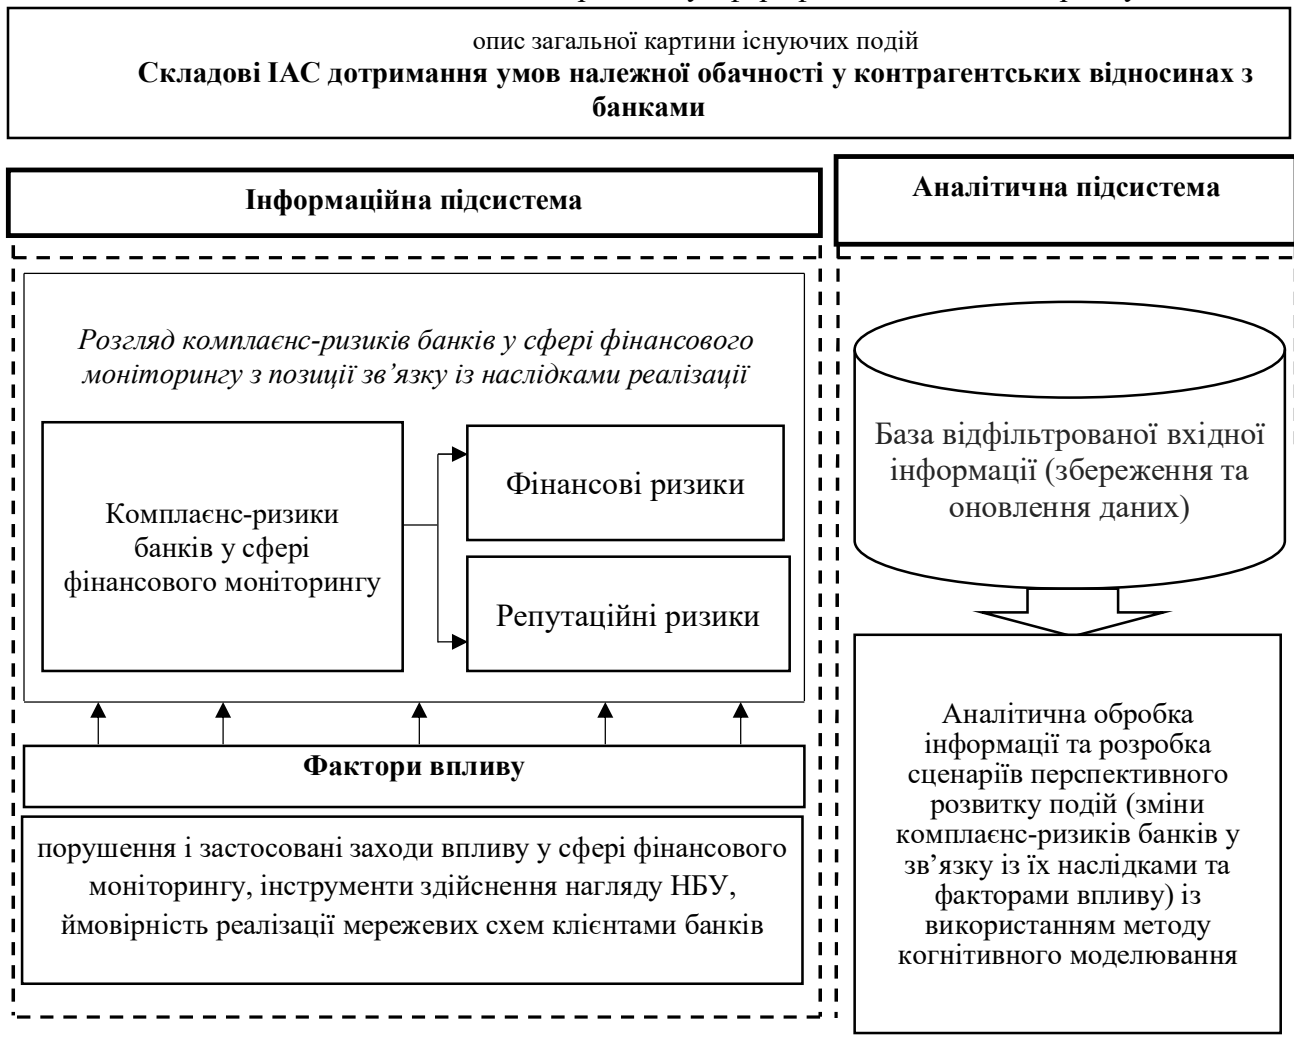 опис загальної картини існуючих подій
Складові ІАС дотримання умов належної обачності у контрагентських відносинах з
банками
Інформаційна підсистема
Розгляд комплаєнс-ризиків банків у сфері фінансового
моніторингу з позиції зв’язку із наслідками реалізації
Комплаєнс-ризики
банків у сфері
фінансового моніторингу
Фінансові ризики
Репутаційні ризики
Фактори впливу
порушення і застосовані заходи впливу у сфері фінансового
моніторингу, інструменти здійснення нагляду НБУ,
ймовірність реалізації мережевих схем клієнтами банків
Аналітична підсистема
База відфільтрованої вхідної
інформації (збереження та
оновлення даних)
Аналітична обробка
інформації та розробка
сценаріїв перспективного
розвитку подій (зміни
комплаєнс-ризиків банків у
зв’язку із їх наслідками та
факторами впливу) із
використанням методу
когнітивного моделювання